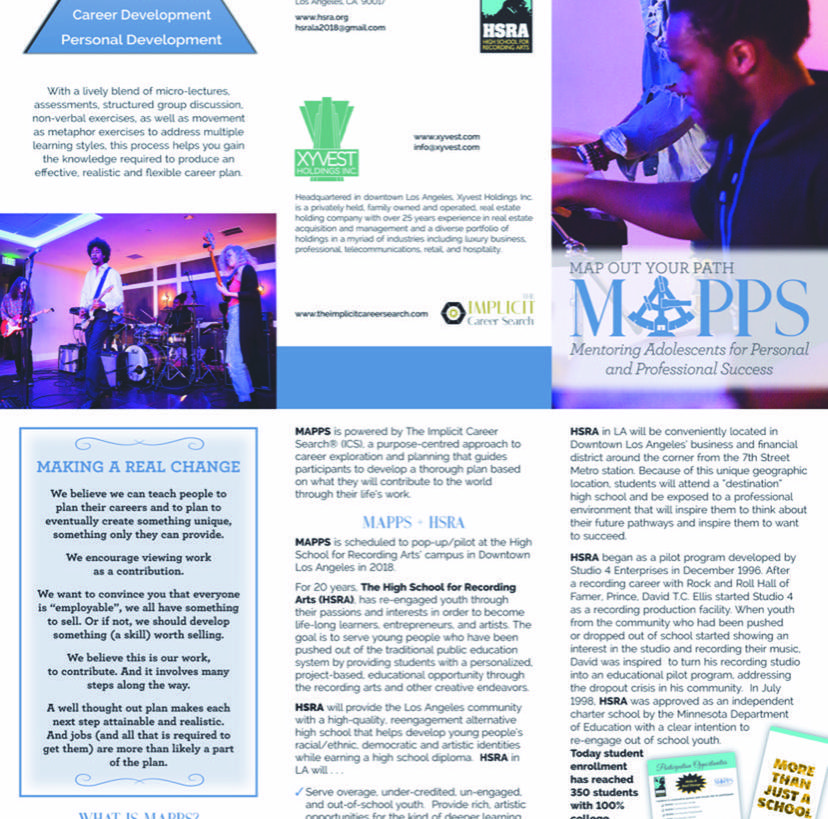 Career Development
Personal Development
With a lively blend of micro-lectures,
assessments, structured group discussion,
non-verbal exercises, as well as movement
as metaphor exercises to address multiple
learning styles, this process helps you gain
the knowledge required to produce an
effective, realistic and flexible career plan.
Los Angeles, CA 90017
www.hsra.org
hsrala2018@gmail.com
HSRA
HIGH SCHOOL FOR
RECORDING ARTS
XYVEST
HOLDINGS INC.
www.xyvest.com
info@xyvest.com
Headquartered in downtown Los Angeles, Xyvest Holdings Inc.
is a privately held, family owned and operated, real estate
holding company with over 25 years experience in real estate
acquisition and management and a diverse portfolio of
holdings in a myriad of industries including luxury business,
professional, telecommunications, retail, and hospitality.
www.theimplicitcareersearch.com
THE
IMPLICIT
Career Search
MAP OUT YOUR PATH
MAPPS
Mentoring Adolescents for Personal
and Professional Success
MAKING A REAL CHANGE
We believe we can teach people to
plan their careers and to plan to
eventually create something unique,
something only they can provide.
We encourage viewing work
as a contribution.
We want to convince you that everyone
is “employable”, we all have something
to sell. Or if not, we should develop
something (a skill) worth selling.
We believe this is our work,
to contribute. And it involves many
steps along the way.
A well thought out plan makes each
next step attainable and realistic.
And jobs (and all that is required to
get them) are more than likely a part
of the plan.
WHAT IS MAPPS?
MAPPS is powered by The Implicit Career
Search® (ICS), a purpose-centred approach to
career exploration and planning that guides
participants to develop a thorough plan based
on what they will contribute to the world
through their life's work.
MAPPS + HSRA
MAPPS is scheduled to pop-up/pilot at the High
School for Recording Arts' campus in Downtown
Los Angeles in 2018.
For 20 years, The High School for Recording
Arts (HSRA), has re-engaged youth through
their passions and interests in order to become
life-long learners, entrepreneurs, and artists. The
goal is to serve young people who have been
pushed out of the traditional public education
system by providing students with a personalized,
project-based, educational opportunity through
the recording arts and other creative endeavors.
HSRA will provide the Los Angeles community
with a high-quality, reengagement alternative
high school that helps develop young people's
racial/ethnic, democratic and artistic identities
while earning a high school diploma. HSRA in
LA will . . .
✓ Serve overage, under-credited, un-engaged,
and out-of-school youth. Provide rich, artistic
opportunities for the kind of deeper learning
HSRA in LA will be conveniently located in
Downtown Los Angeles' business and financial
district around the corner from the 7th Street
Metro station. Because of this unique geographic
location, students will attend a “destination”
high school and be exposed to a professional
environment that will inspire them to think about
their future pathways and inspire them to want
to succeed.
HSRA began as a pilot program developed by
Studio 4 Enterprises in December 1996. After
a recording career with Rock and Roll Hall of
Famer, Prince, David T.C. Ellis started Studio 4
as a recording production facility. When youth
from the community who had been pushed
or dropped out of school started showing an
interest in the studio and recording their music,
David was inspired to turn his recording studio
into an educational pilot program, addressing
the dropout crisis in his community. In July
1998, HSRA was approved as an independent
charter school by the Minnesota Department
of Education with a clear intention to
re-engage out of school youth.
Today student
enrollment
has reached
350 students
with 100%
college
Participation Opportunities
MORE
THAN
JUST A
SCHOOL